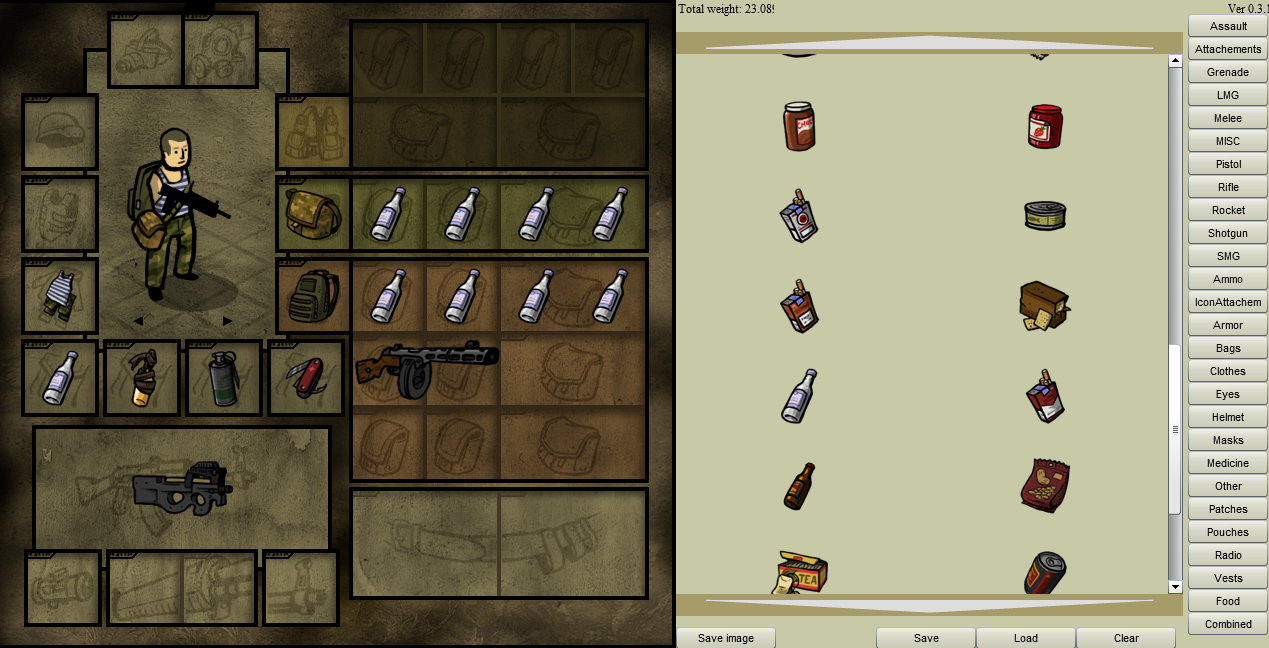 Total weight: 23.089
Ver 0.3.1
Assault
Attachements
Grenade
LMG
Melee
MISC
Pistol
Rifle
Rocket
Shotgun
SMG
Ammo
IconAttachem
Armor
Bags
Clothes
Eyes
Helmet
Masks
Medicine
Other
Patches
Pouches
Radio
Vests
Food
Combined
TEA
Save image
Save
Load
Clear